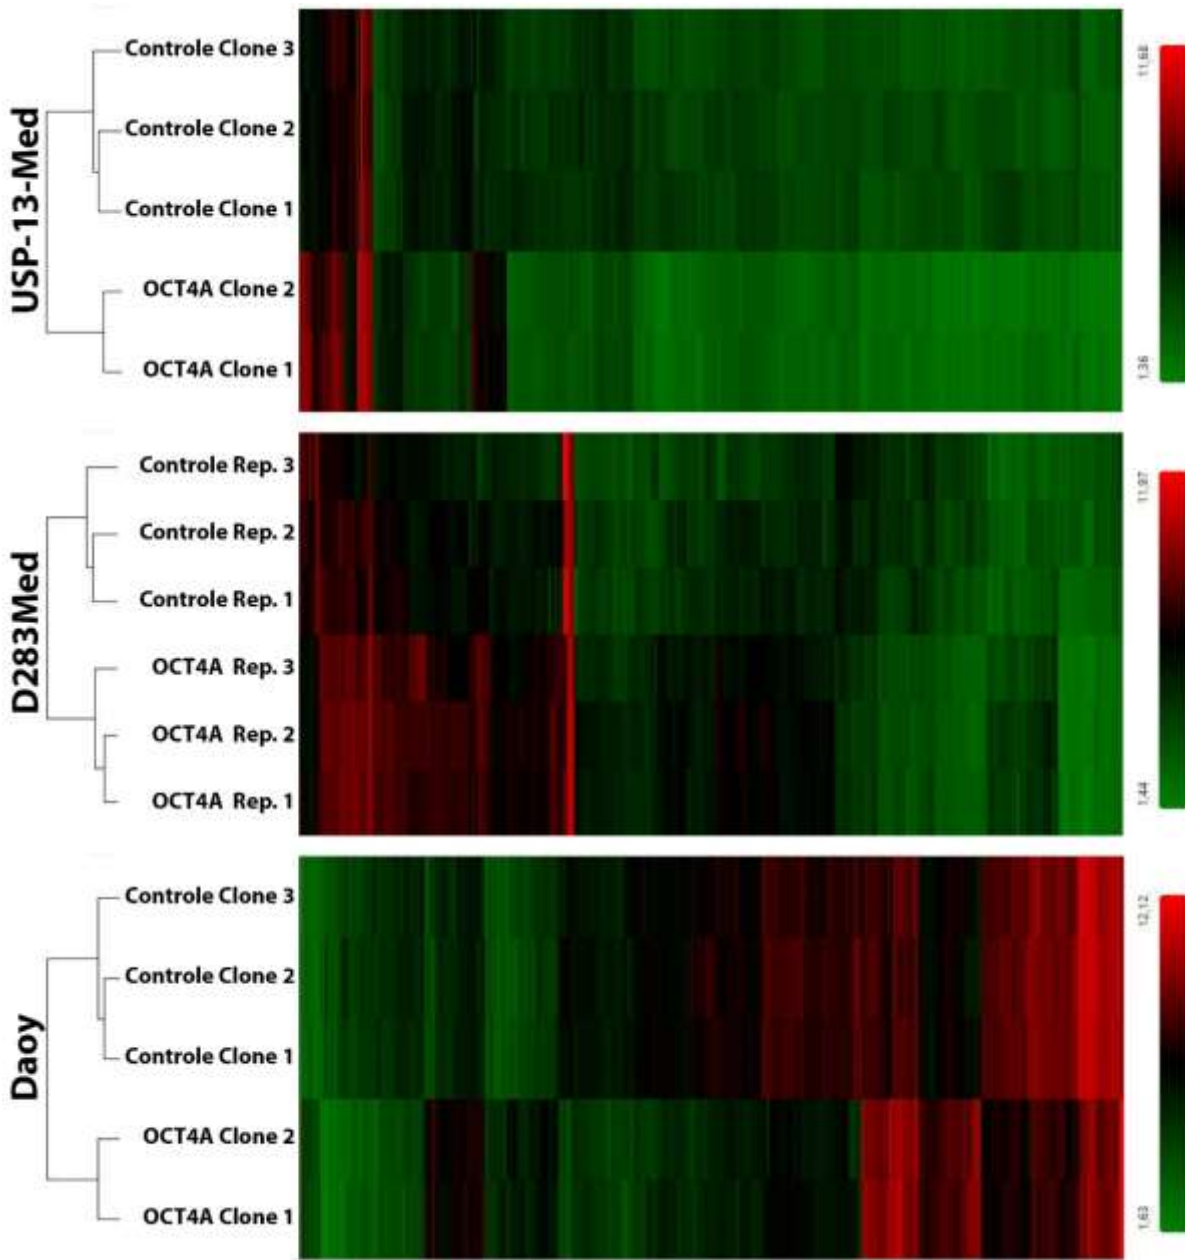 USP-13-Med
Controle Clone 3
Controle Clone 2
Controle Clone 1
OCT4A Clone 2
OCT4A Clone 1
11,68
1,36
D283Med
Controle Rep. 3
Controle Rep. 2
Controle Rep. 1
OCT4A Rep. 3
OCT4A Rep. 2
OCT4A Rep. 1
11,97
1,44
Daoy
Controle Clone 3
Controle Clone 2
Controle Clone 1
OCT4A Clone 2
OCT4A Clone 1
12,12
1,63